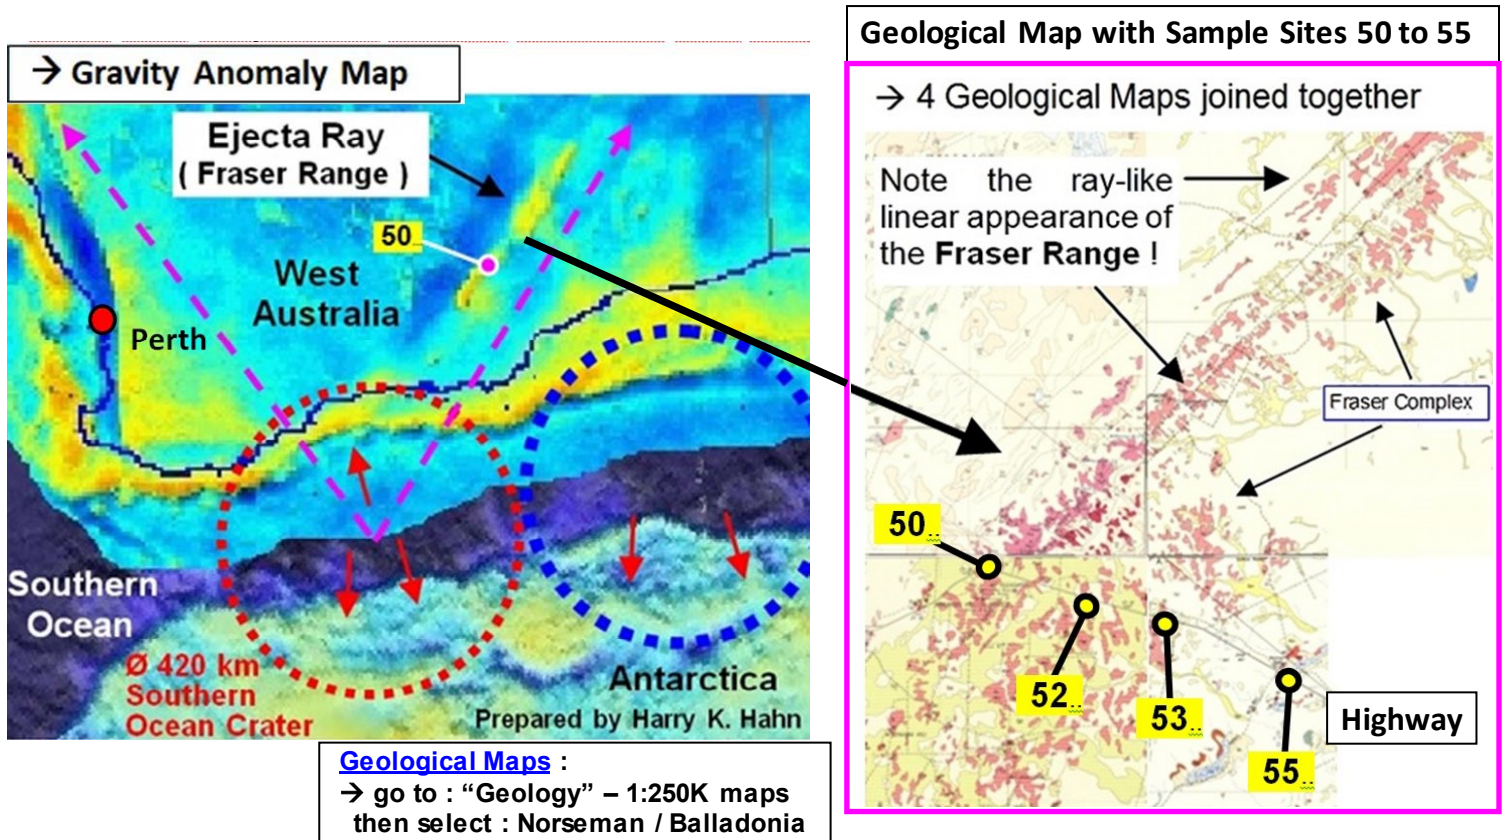 → Gravity Anomaly Map
Ejecta Ray
( Fraser Range )
50
West
Australia
Perth
Southern
Ocean
Ø 420 km
Southern
Ocean Crater
Antarctica
Prepared by Harry K. Hahn
Geological Maps :
→ go to : “Geology” – 1:250K maps
then select : Norseman / Balladonia
Geological Map with Sample Sites 50 to 55
→ 4 Geological Maps joined together
Note the ray-like
linear appearance of
the Fraser Range !
Fraser Complex
50..
52..
53..
55..
Highway